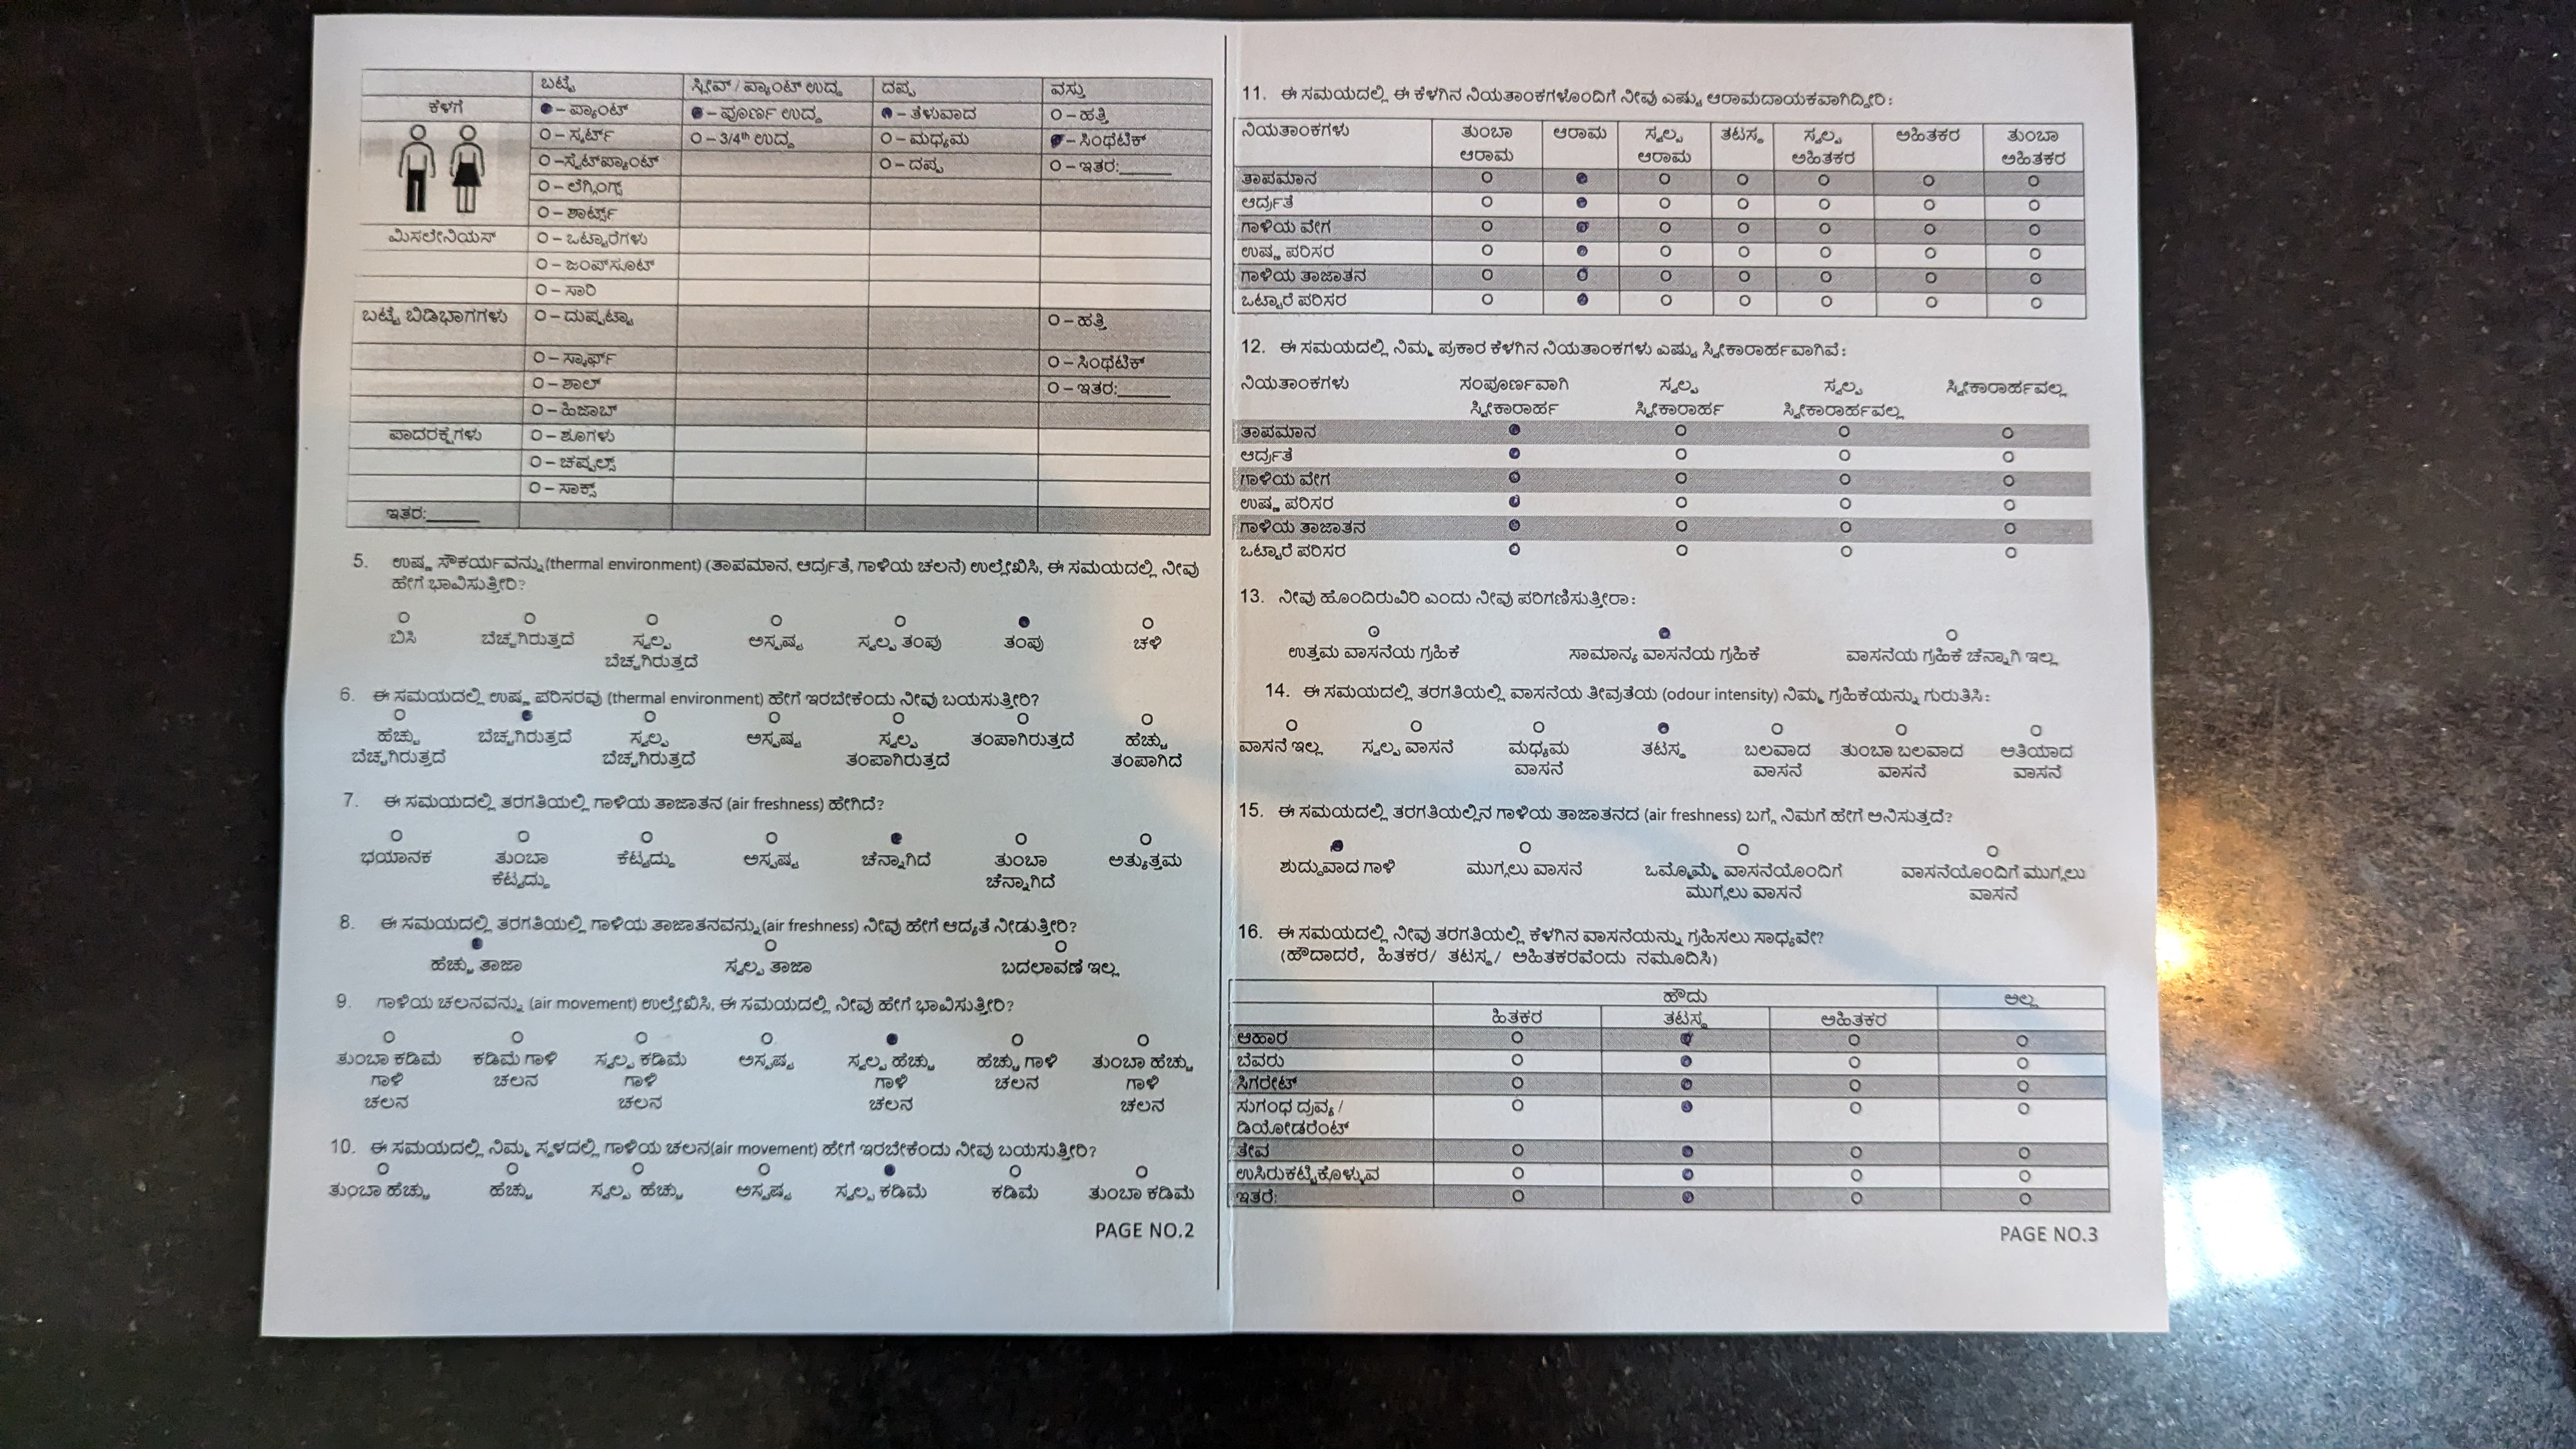 ಬಟ್ಟೆ ಸ್ಲೀವ್ / ಪ್ಯಾಂಟ್ ಉದ್ದ ದಪ್ಪ ವಸ್ತು
ಕೆಳಗೆ O – ಪ್ಯಾಂಟ್ O – ಪೂರ್ಣ ಉದ್ದ O – ತೆಳುವಾದ O – ಹತ್ತಿ
O – ಸ್ಕರ್ಟ್ O – 3/4th ಉದ್ದ O – ಮಧ್ಯಮ O – ಸಿಂಥಟಿಕ್
O –ಸ್ವೆಟ್‌ಪ್ಯಾಂಟ್ O – ದಪ್ಪ O – ಇತರ:______
O – ಲೆಗ್ಗಿಂಗ್ಸ್
O – ಶಾರ್ಟ್ಸ್
ಮಿಸಲೇನಿಯಸ್ O – ಒಟ್ಟಾರೆಗಳು
O – ಜಂಪ್‌ಸೂಟ್
O – ಸಾರಿ
ಬಟ್ಟೆ ಬಿಡಿಭಾಗಗಳು O – ದುಪ್ಪಟ್ಟಾ O – ಹತ್ತಿ
O – ಸ್ಕಾರ್ಫ್ O – ಸಿಂಥಟಿಕ್
O – ಶಾಲ್ O – ಇತರ:______
O – ಹಿಜಾಬ್
ಪಾದರಕ್ಷೆಗಳು O – ಶೂಗಳು
O – ಚಪ್ಪಲ್ಸ್
O – ಸಾಕ್ಸ್
ಇತರ:______
5. ಉಷ್ಣ ಸೌಕರ್ಯವನ್ನು(thermal environment) (ತಾಪಮಾನ, ಆರ್ದ್ರತೆ, ಗಾಳಿಯ ಚಲನೆ) ಉಲ್ಲೇಖಿಸಿ, ಈ ಸಮಯದಲ್ಲಿ ನೀವು
ಹೇಗೆ ಭಾವಿಸುತ್ತೀರಿ?
ಬಿಸಿ ಬೆಚ್ಚಗಿರುತ್ತದೆ ಸ್ವಲ್ಪ ಅಸ್ಪಷ್ಟ ಸ್ವಲ್ಪ ತಂಪು ತಂಪು ಚಳಿ
ಬೆಚ್ಚಗಿರುತ್ತದೆ
6. ಈ ಸಮಯದಲ್ಲಿ ಉಷ್ಣ ಪರಿಸರವು (thermal environment) ಹೇಗೆ ಇರಬೇಕೆಂದು ನೀವು ಬಯಸುತ್ತೀರಿ?
ಹೆಚ್ಚು ಬೆಚ್ಚಗಿರುತ್ತದೆ ಸ್ವಲ್ಪ ಅಸ್ಪಷ್ಟ ಸ್ವಲ್ಪ ತಂಪಾಗಿರುತ್ತದೆ ಹೆಚ್ಚು
ಬೆಚ್ಚಗಿರುತ್ತದೆ ಬೆಚ್ಚಗಿರುತ್ತದೆ ತಂಪಾಗಿರುತ್ತದೆ ತಂಪಾಗಿದೆ
7. ಈ ಸಮಯದಲ್ಲಿ ತರಗತಿಯಲ್ಲಿ ಗಾಳಿಯ ತಾಜಾತನ (air freshness) ಹೇಗಿದೆ?
ಭಯಾನಕ ತುಂಬಾ ಕೆಟ್ಟದ್ದು ಅಸ್ಪಷ್ಟ ಚೆನ್ನಾಗಿದೆ ತುಂಬಾ ಅತ್ಯುತ್ತಮ
ಕೆಟ್ಟದ್ದು ಚೆನ್ನಾಗಿದೆ
8. ಈ ಸಮಯದಲ್ಲಿ ತರಗತಿಯಲ್ಲಿ ಗಾಳಿಯ ತಾಜಾತನವನ್ನು(air freshness) ನೀವು ಹೇಗೆ ಆದ್ಯತೆ ನೀಡುತ್ತೀರಿ?
ಹೆಚ್ಚು ತಾಜಾ ಸ್ವಲ್ಪ ತಾಜಾ ಬದಲಾವಣೆ ಇಲ್ಲ
9. ಗಾಳಿಯ ಚಲನವನ್ನು (air movement) ಉಲ್ಲೇಖಿಸಿ, ಈ ಸಮಯದಲ್ಲಿ ನೀವು ಹೇಗೆ ಭಾವಿಸುತ್ತೀರಿ?
ತುಂಬಾ ಕಡಿಮೆ ಕಡಿಮೆ ಗಾಳಿ ಸ್ವಲ್ಪ ಕಡಿಮೆ ಅಸ್ಪಷ್ಟ ಸ್ವಲ್ಪ ಹೆಚ್ಚು ಹೆಚ್ಚು ಗಾಳಿ ತುಂಬಾ ಹೆಚ್ಚು
ಗಾಳಿ ಚಲನ ಗಾಳಿ ಗಾಳಿ ಚಲನ ಗಾಳಿ
ಚಲನ ಚಲನ ಚಲನ ಚಲನ
10. ಈ ಸಮಯದಲ್ಲಿ ನಿಮ್ಮ ಸ್ಥಳದಲ್ಲಿ ಗಾಳಿಯ ಚಲನ(air movement) ಹೇಗೆ ಇರಬೇಕೆಂದು ನೀವು ಬಯಸುತ್ತೀರಿ?
ತುಂಬಾ ಹೆಚ್ಚು ಹೆಚ್ಚು ಸ್ವಲ್ಪ ಹೆಚ್ಚು ಅಸ್ಪಷ್ಟ ಸ್ವಲ್ಪ ಕಡಿಮೆ ಕಡಿಮೆ ತುಂಬಾ ಕಡಿಮೆ
PAGE NO.2
11. ಈ ಸಮಯದಲ್ಲಿ ಈ ಕೆಳಗಿನ ನಿಯತಾಂಕಗಳೊಂದಿಗೆ ನೀವು ಎಷ್ಟು ಆರಾಮದಾಯಕವಾಗಿದ್ದೀರಿ:
ನಿಯತಾಂಕಗಳು ತುಂಬಾ ಆರಾಮ ಸ್ವಲ್ಪ ತಟಸ್ಥ ಸ್ವಲ್ಪ ಅಹಿತಕರ ತುಂಬಾ
ಆರಾಮ ಆರಾಮ ಅಹಿತಕರ ಅಹಿತಕರ
ತಾಪಮಾನ
ಆರ್ದ್ರತೆ
ಗಾಳಿಯ ವೇಗ
ಉಷ್ಣ ಪರಿಸರ
ಗಾಳಿಯ ತಾಜಾತನ
ಒಟ್ಟಾರೆ ಪರಿಸರ
12. ಈ ಸಮಯದಲ್ಲಿ ನಿಮ್ಮ ಪ್ರಕಾರ ಕೆಳಗಿನ ನಿಯತಾಂಕಗಳು ಎಷ್ಟು ಸ್ವೀಕಾರಾರ್ಹವಾಗಿವೆ:
ನಿಯತಾಂಕಗಳು ಸಂಪೂರ್ಣವಾಗಿ ಸ್ವಲ್ಪ ಸ್ವಲ್ಪ ಸ್ವೀಕಾರಾರ್ಹವಲ್ಲ
ಸ್ವೀಕಾರಾರ್ಹ ಸ್ವೀಕಾರಾರ್ಹ ಸ್ವೀಕಾರಾರ್ಹವಲ್ಲ
ತಾಪಮಾನ
ಆರ್ದ್ರತೆ
ಗಾಳಿಯ ವೇಗ
ಉಷ್ಣ ಪರಿಸರ
ಗಾಳಿಯ ತಾಜಾತನ
ಒಟ್ಟಾರೆ ಪರಿಸರ
13. ನೀವು ಹೊಂದಿರುವಿರಿ ಎಂದು ನೀವು ಪರಿಗಣಿಸುತ್ತೀರಾ:
ಉತ್ತಮ ವಾಸನೆಯ ಗ್ರಹಿಕೆ ಸಾಮಾನ್ಯ ವಾಸನೆಯ ಗ್ರಹಿಕೆ ವಾಸನೆಯ ಗ್ರಹಿಕೆ ಚೆನ್ನಾಗಿ ಇಲ್ಲ
14. ಈ ಸಮಯದಲ್ಲಿ ತರಗತಿಯಲ್ಲಿ ವಾಸನೆಯ ತೀವ್ರತೆಯ (odour intensity) ನಿಮ್ಮ ಗ್ರಹಿಕೆಯನ್ನು ಗುರುತಿಸಿ:
ವಾಸನೆ ಇಲ್ಲ ಸ್ವಲ್ಪ ವಾಸನೆ ಮಧ್ಯಮ ತಟಸ್ಥ ಬಲವಾದ ತುಂಬಾ ಬಲವಾದ ಅತಿಯಾದ
ವಾಸನೆ ವಾಸನೆ ವಾಸನೆ ವಾಸನೆ
15. ಈ ಸಮಯದಲ್ಲಿ ತರಗತಿಯಲ್ಲಿನ ಗಾಳಿಯ ತಾಜಾತನದ (air freshness) ಬಗ್ಗೆ ನಿಮಗೆ ಹೇಗೆ ಅನಿಸುತ್ತದೆ?
ಶುದ್ದುವಾದ ಗಾಳಿ ಮುಗ್ಗಲು ವಾಸನೆ ಒಮ್ಮೊಮ್ಮೆ ವಾಸನೆಯೊಂದಿಗೆ ವಾಸನೆಯೊಂದಿಗೆ ಮುಗ್ಗಲು
ಮುಗ್ಗಲು ವಾಸನೆ ವಾಸನೆ
16. ಈ ಸಮಯದಲ್ಲಿ ನೀವು ತರಗತಿಯಲ್ಲಿ ಕೆಳಗಿನ ವಾಸನೆಯನ್ನು ಗ್ರಹಿಸಲು ಸಾಧ್ಯವೇ?
(ಹೌದಾದರೆ, ಹಿತಕರ/ ತಟಸ್ಥ/ ಅಹಿತಕರವೆಂದು ನಮೂದಿಸಿ)
ಹೌದು ಅಲ್ಲ
ಹಿತಕರ ತಟಸ್ಥ ಅಹಿತಕರ
ಆಹಾರ
ಬೆವರು
ಸಿಗರೇಟ್
ಸುಗಂಧ ದ್ರವ್ಯ /
ಡಿಯೋಡರೆಂಟ್
ತೇವ
ಉಸಿರುಕಟ್ಟಿಕೊಳ್ಳುವ
ಇತರೆ:
PAGE NO.3